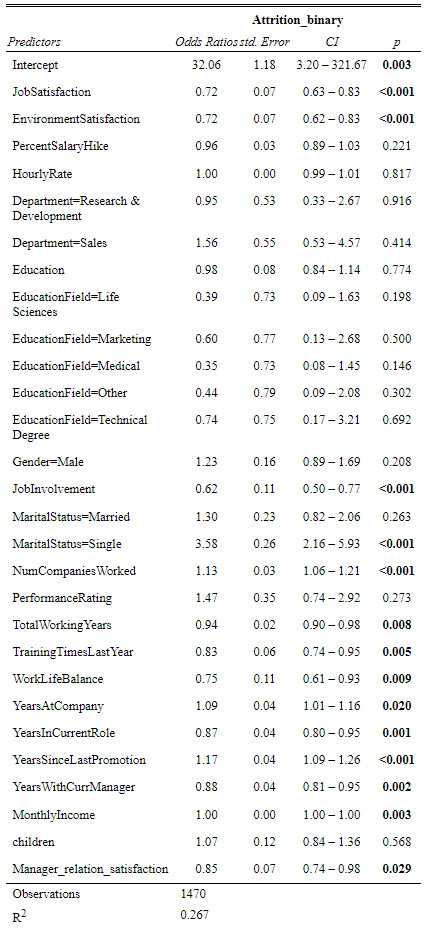 Attrition_binary
Predictors Odds Ratios std. Error CI p
Intercept 32.06 1.18 3.20 – 321.67 0.003
JobSatisfaction 0.72 0.07 0.63 – 0.83 <0.001
EnvironmentSatisfaction 0.72 0.07 0.62 – 0.83 <0.001
PercentSalaryHike 0.96 0.03 0.89 – 1.03 0.221
HourlyRate 1.00 0.00 0.99 – 1.01 0.817
Department=Research & 0.95 0.53 0.33 – 2.67 0.916
Development
Department=Sales 1.56 0.55 0.53 – 4.57 0.414
Education 0.98 0.08 0.84 – 1.14 0.774
EducationField=Life 0.39 0.73 0.09 – 1.63 0.198
Sciences
EducationField=Marketing 0.60 0.77 0.13 – 2.68 0.500
EducationField=Medical 0.35 0.73 0.08 – 1.45 0.146
EducationField=Other 0.44 0.79 0.09 – 2.08 0.302
EducationField=Technical 0.74 0.75 0.17 – 3.21 0.692
Degree
Gender=Male 1.23 0.16 0.89 – 1.69 0.208
JobInvolvement 0.62 0.11 0.50 – 0.77 <0.001
MaritalStatus=Married 1.30 0.23 0.82 – 2.06 0.263
MaritalStatus=Single 3.58 0.26 2.16 – 5.93 <0.001
NumCompaniesWorked 1.13 0.03 1.06 – 1.21 <0.001
PerformanceRating 1.47 0.35 0.74 – 2.92 0.273
TotalWorkingYears 0.94 0.02 0.90 – 0.98 0.008
TrainingTimesLastYear 0.83 0.06 0.74 – 0.95 0.005
WorkLifeBalance 0.75 0.11 0.61 – 0.93 0.009
YearsAtCompany 1.09 0.04 1.01 – 1.16 0.020
YearsInCurrentRole 0.87 0.04 0.80 – 0.95 0.001
YearsSinceLastPromotion 1.17 0.04 1.09 – 1.26 <0.001
YearsWithCurrManager 0.88 0.04 0.81 – 0.95 0.002
MonthlyIncome 1.00 0.00 1.00 – 1.00 0.003
children 1.07 0.12 0.84 – 1.36 0.568
Manager_relation_satisfaction 0.85 0.07 0.74 – 0.98 0.029
Observations 1470
R² 0.267